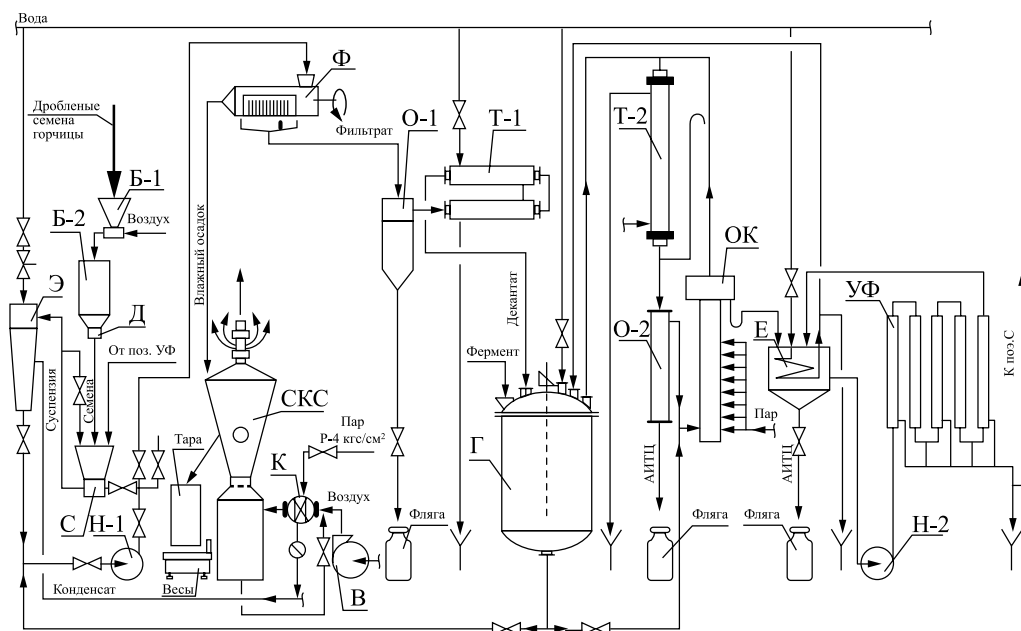 Вода
Дробленые
семена
горчицы
Б-1
Воздух
Б-2
Э
Д
От поз. УФ
Суспензия
Семена
С
Н-1
Конденсат
Тара
Весы
Влажный осадок
Ф
Фильтрат
О-1
Т-1
СКС
Пар
Р-4 кгс/см²
К
Воздух
В
Фляга
Декантат
Фермент
Г
Т-2
О-2
АИТЦ
Фляга
ОК
Пар
Е
АИТЦ
Фляга
Н-2
УФ
К поэ.С